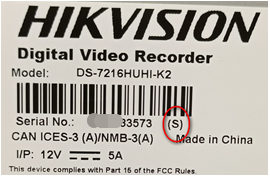 HIKVISION
Digital Video Recorder
Model: DS-7216HUHI-K2
Serial No.: 33573 (S)
CAN ICES-3 (A)/NMB-3(A) Made in China
I/P: 12V 5A
This device complies with Part 15 of the FCC Rules.